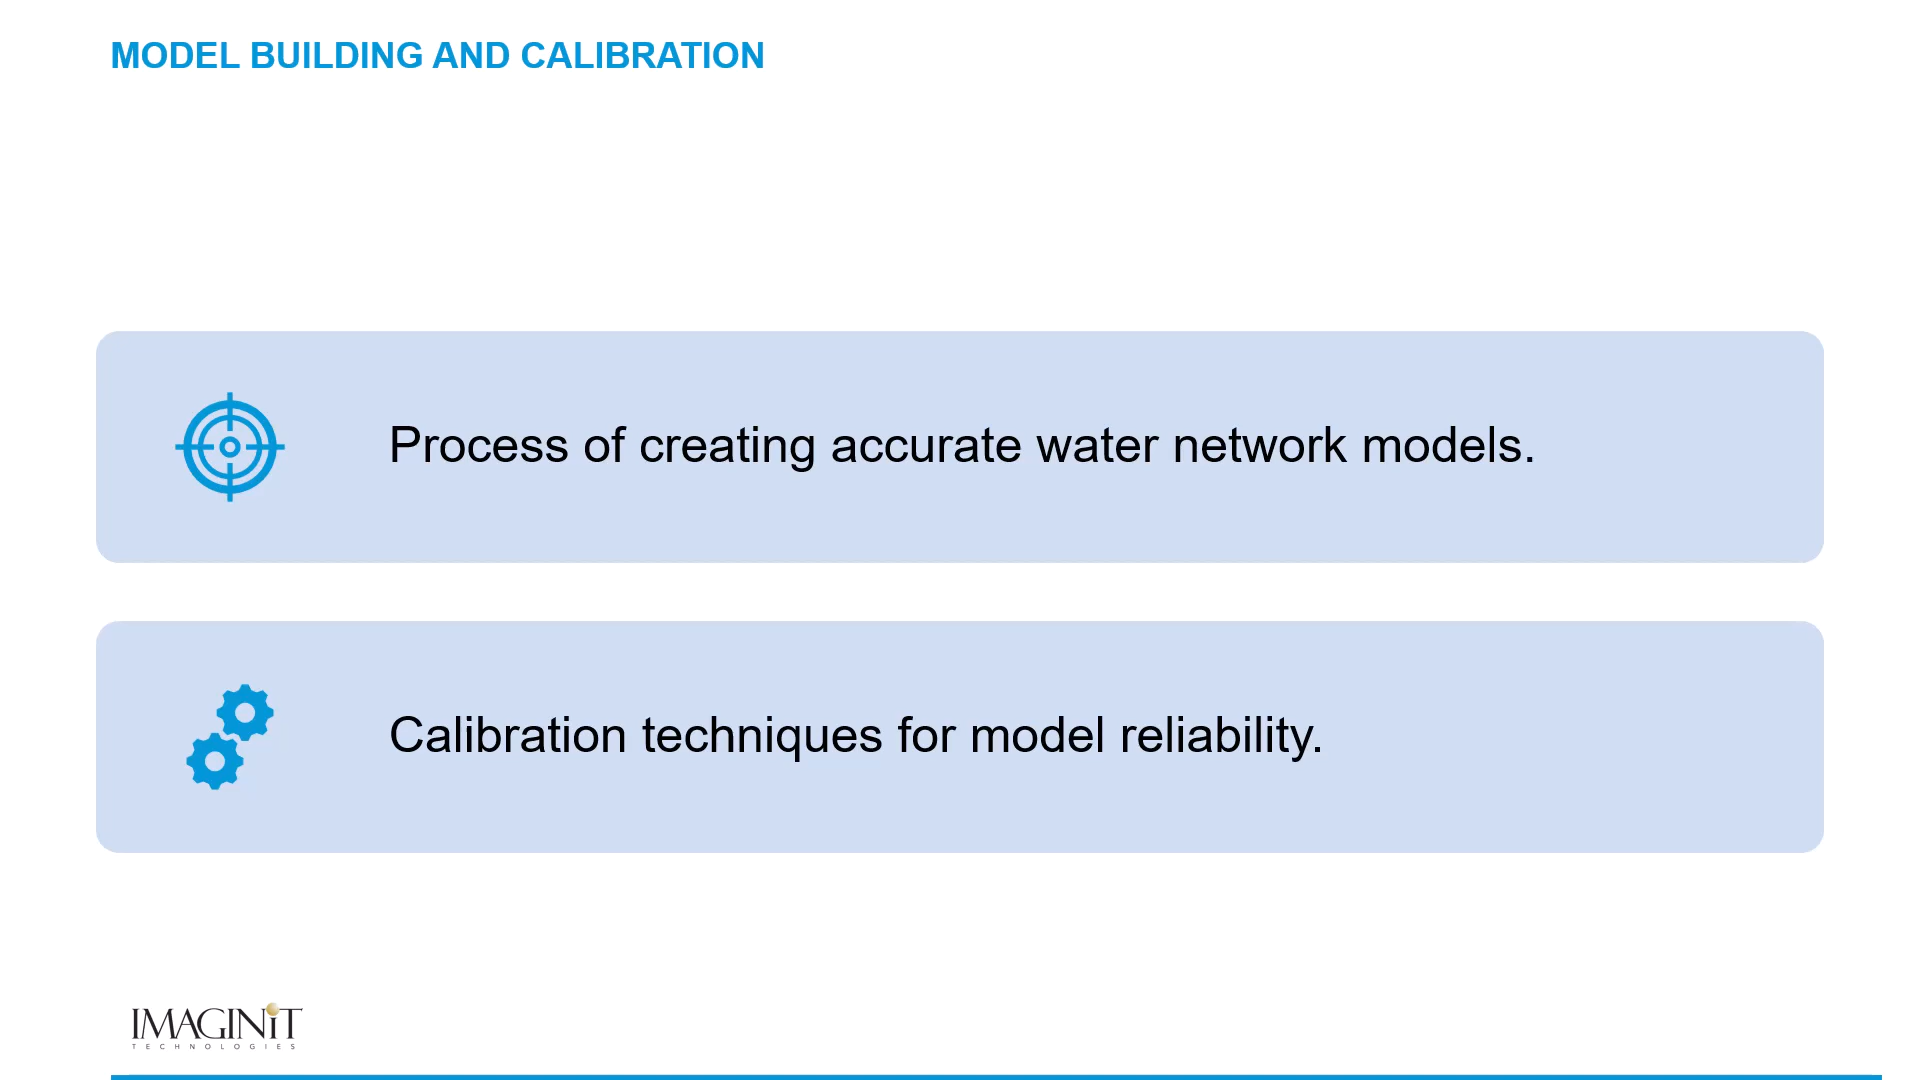 MODEL BUILDING AND CALIBRATION
Process of creating accurate water network models.
Calibration techniques for model reliability.
IMAGINiT
TECHNOLOGIES